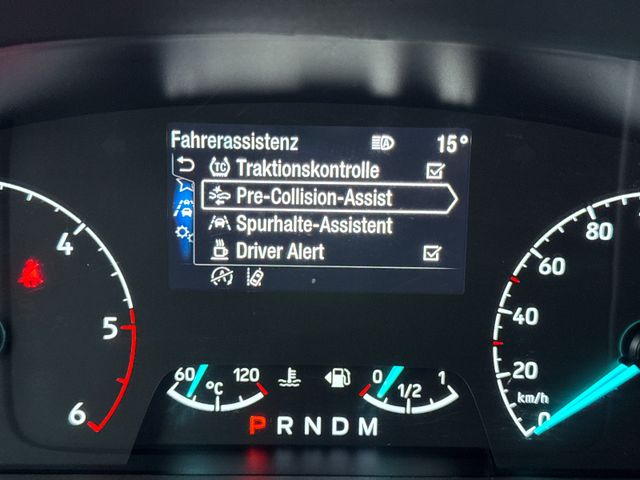 Fahrerassistenz A 15°
TC Traktionskontrolle
Pre-Collision-Assist
Spurhalte-Assistent
Driver Alert
A
4
5
6
80
60
40
20
km/h
0
60 120
°C
0 1/2 1
P R N D M